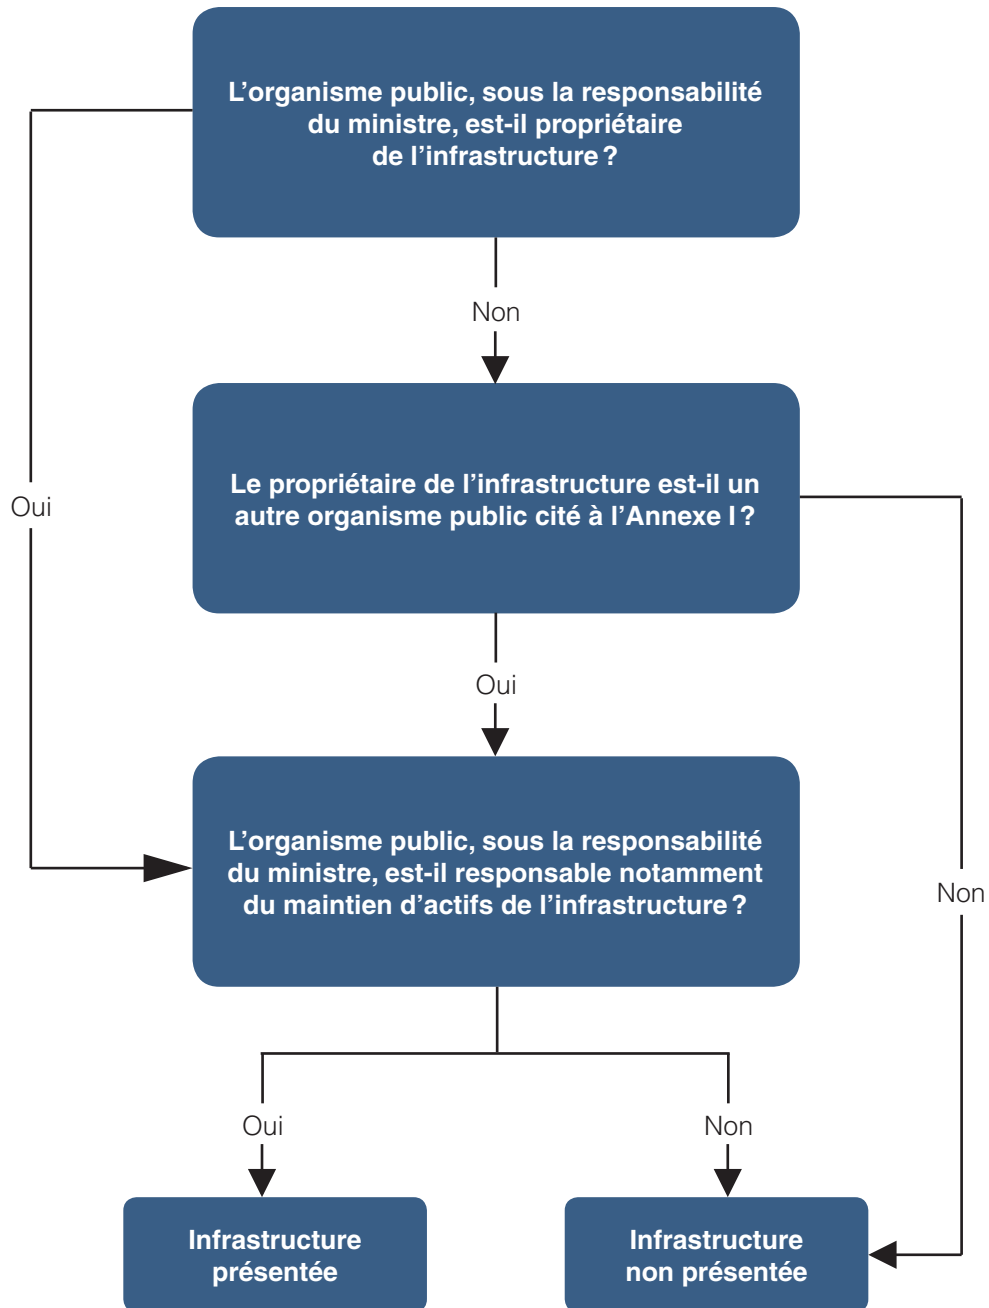 L'organisme public, sous la responsabilité
du ministre, est-il propriétaire
de l'infrastructure ?
Non
Le propriétaire de l'infrastructure est-il un
autre organisme public cité à l'Annexe I ?
Oui
Oui
L'organisme public, sous la responsabilité
du ministre, est-il responsable notamment
du maintien d'actifs de l'infrastructure ?
Non
Oui
Non
Infrastructure
présentée
Infrastructure
non présentée